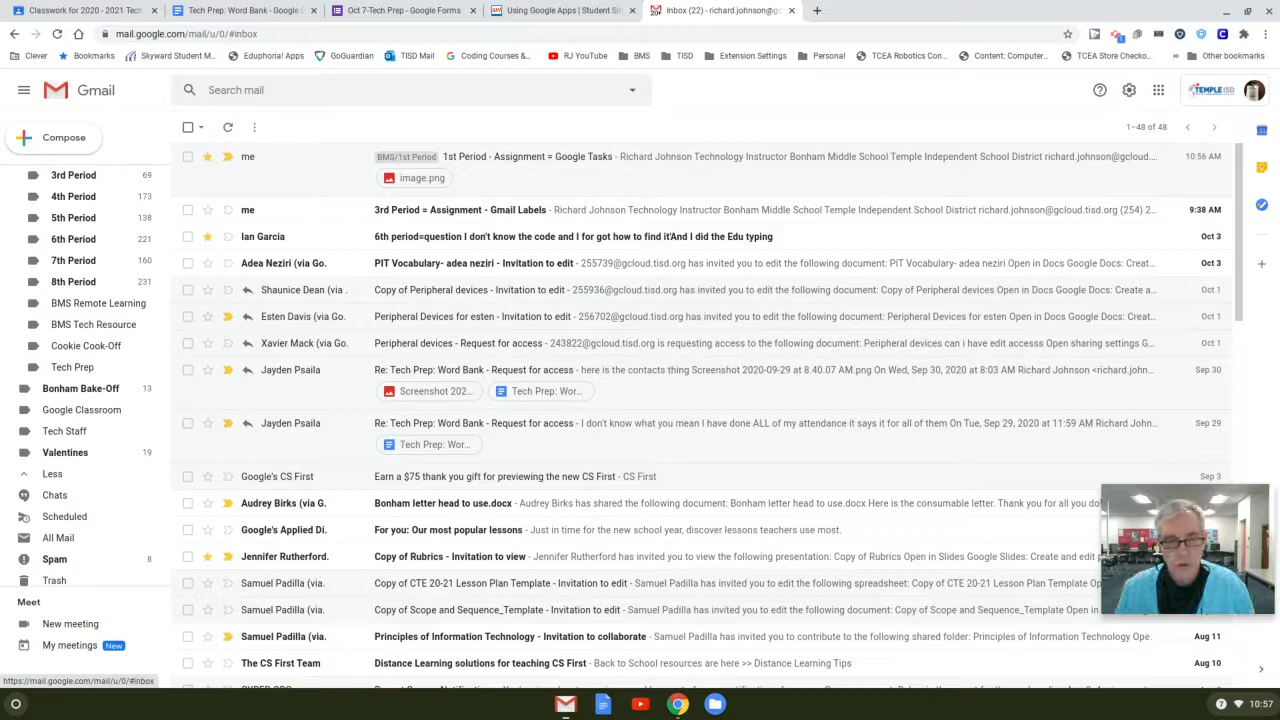 Classwork for 2020 - 2021 Tech
Tech Prep: Word Bank - Google D
Oct 7-Tech Prep - Google Forms
Using Google Apps | Student Sit
Inbox (22) - richard.johnson@gc
mail.google.com/mail/u/0/#inbox
Clever
Bookmarks
Skyward Student M...
Eduphoria! Apps
GoGuardian
TISD Mail
Coding Courses &...
RJ YouTube
BMS
TISD
Extension Settings
Personal
TCEA Robotics Con...
Content: Computer...
TCEA Store Checko...
»
Other bookmarks
Gmail
Search mail
TEMPLE ISD
Compose
1–48 of 48
3rd Period 69
4th Period 173
5th Period 138
6th Period 221
7th Period 160
8th Period 231
BMS Remote Learning
BMS Tech Resource
Cookie Cook-Off
Tech Prep
Bonham Bake-Off 13
Google Classroom
Tech Staff
Valentines 19
Less
Chats
Scheduled
All Mail
Spam 8
Trash
Meet
New meeting
My meetings New
https://mail.google.com/mail/u/0/#inbox
me BMS/1st Period 1st Period - Assignment = Google Tasks - Richard Johnson Technology Instructor Bonham Middle School Temple Independent School District richard.johnson@gcloud.... 10:56 AM
image.png
me 3rd Period = Assignment - Gmail Labels - Richard Johnson Technology Instructor Bonham Middle School Temple Independent School District richard.johnson@gcloud.tisd.org (254) 2... 9:38 AM
Ian Garcia 6th period=question I don't know the code and I for got how to find it'And I did the Edu typing Oct 3
Adea Neziri (via Go. PIT Vocabulary- adea neziri - Invitation to edit - 255739@gcloud.tisd.org has invited you to edit the following document: PIT Vocabulary- adea neziri Open in Docs Google Docs: Creat... Oct 3
Shaunice Dean (via . Copy of Peripheral devices - Invitation to edit - 255936@gcloud.tisd.org has invited you to edit the following document: Copy of Peripheral devices Open in Docs Google Docs: Create a... Oct 1
Esten Davis (via Go. Peripheral Devices for esten - Invitation to edit - 256702@gcloud.tisd.org has invited you to edit the following document: Peripheral Devices for esten Open in Docs Google Docs: Creat... Oct 1
Xavier Mack (via Go. Peripheral devices - Request for access - 243822@gcloud.tisd.org is requesting access to the following document: Peripheral devices can i have edit accesss Open sharing settings G... Oct 1
Jayden Psaila Re: Tech Prep: Word Bank - Request for access - here is the contacts thing Screenshot 2020-09-29 at 8.40.07 AM.png On Wed, Sep 30, 2020 at 8:03 AM Richard Johnson <richard.john... Sep 30
Screenshot 202... Tech Prep: Wor...
Jayden Psaila Re: Tech Prep: Word Bank - Request for access - I don't know what you mean I have done ALL of my attendance it says it for all of them On Tue, Sep 29, 2020 at 11:59 AM Richard John... Sep 29
Tech Prep: Wor...
Google's CS First Earn a $75 thank you gift for previewing the new CS First - CS First Sep 3
Audrey Birks (via G. Bonham letter head to use.docx - Audrey Birks has shared the following document: Bonham letter head to use.docx Here is the consumable letter. Thank you for all you do
Google's Applied Di. For you: Our most popular lessons - Just in time for the new school year, discover lessons teachers use most.
Jennifer Rutherford. Copy of Rubrics - Invitation to view - Jennifer Rutherford has invited you to view the following presentation: Copy of Rubrics Open in Slides Google Slides: Create and edit
Samuel Padilla (via. Copy of CTE 20-21 Lesson Plan Template - Invitation to edit - Samuel Padilla has invited you to edit the following spreadsheet: Copy of CTE 20-21 Lesson Plan Template Op
Samuel Padilla (via. Copy of Scope and Sequence_Template - Invitation to edit - Samuel Padilla has invited you to edit the following document: Copy of Scope and Sequence_Template Open in
Samuel Padilla (via. Principles of Information Technology - Invitation to collaborate - Samuel Padilla has invited you to contribute to the following shared folder: Principles of Information Technology Ope. Aug 11
The CS First Team Distance Learning solutions for teaching CS First - Back to School resources are here >> Distance Learning Tips Aug 10
10:57